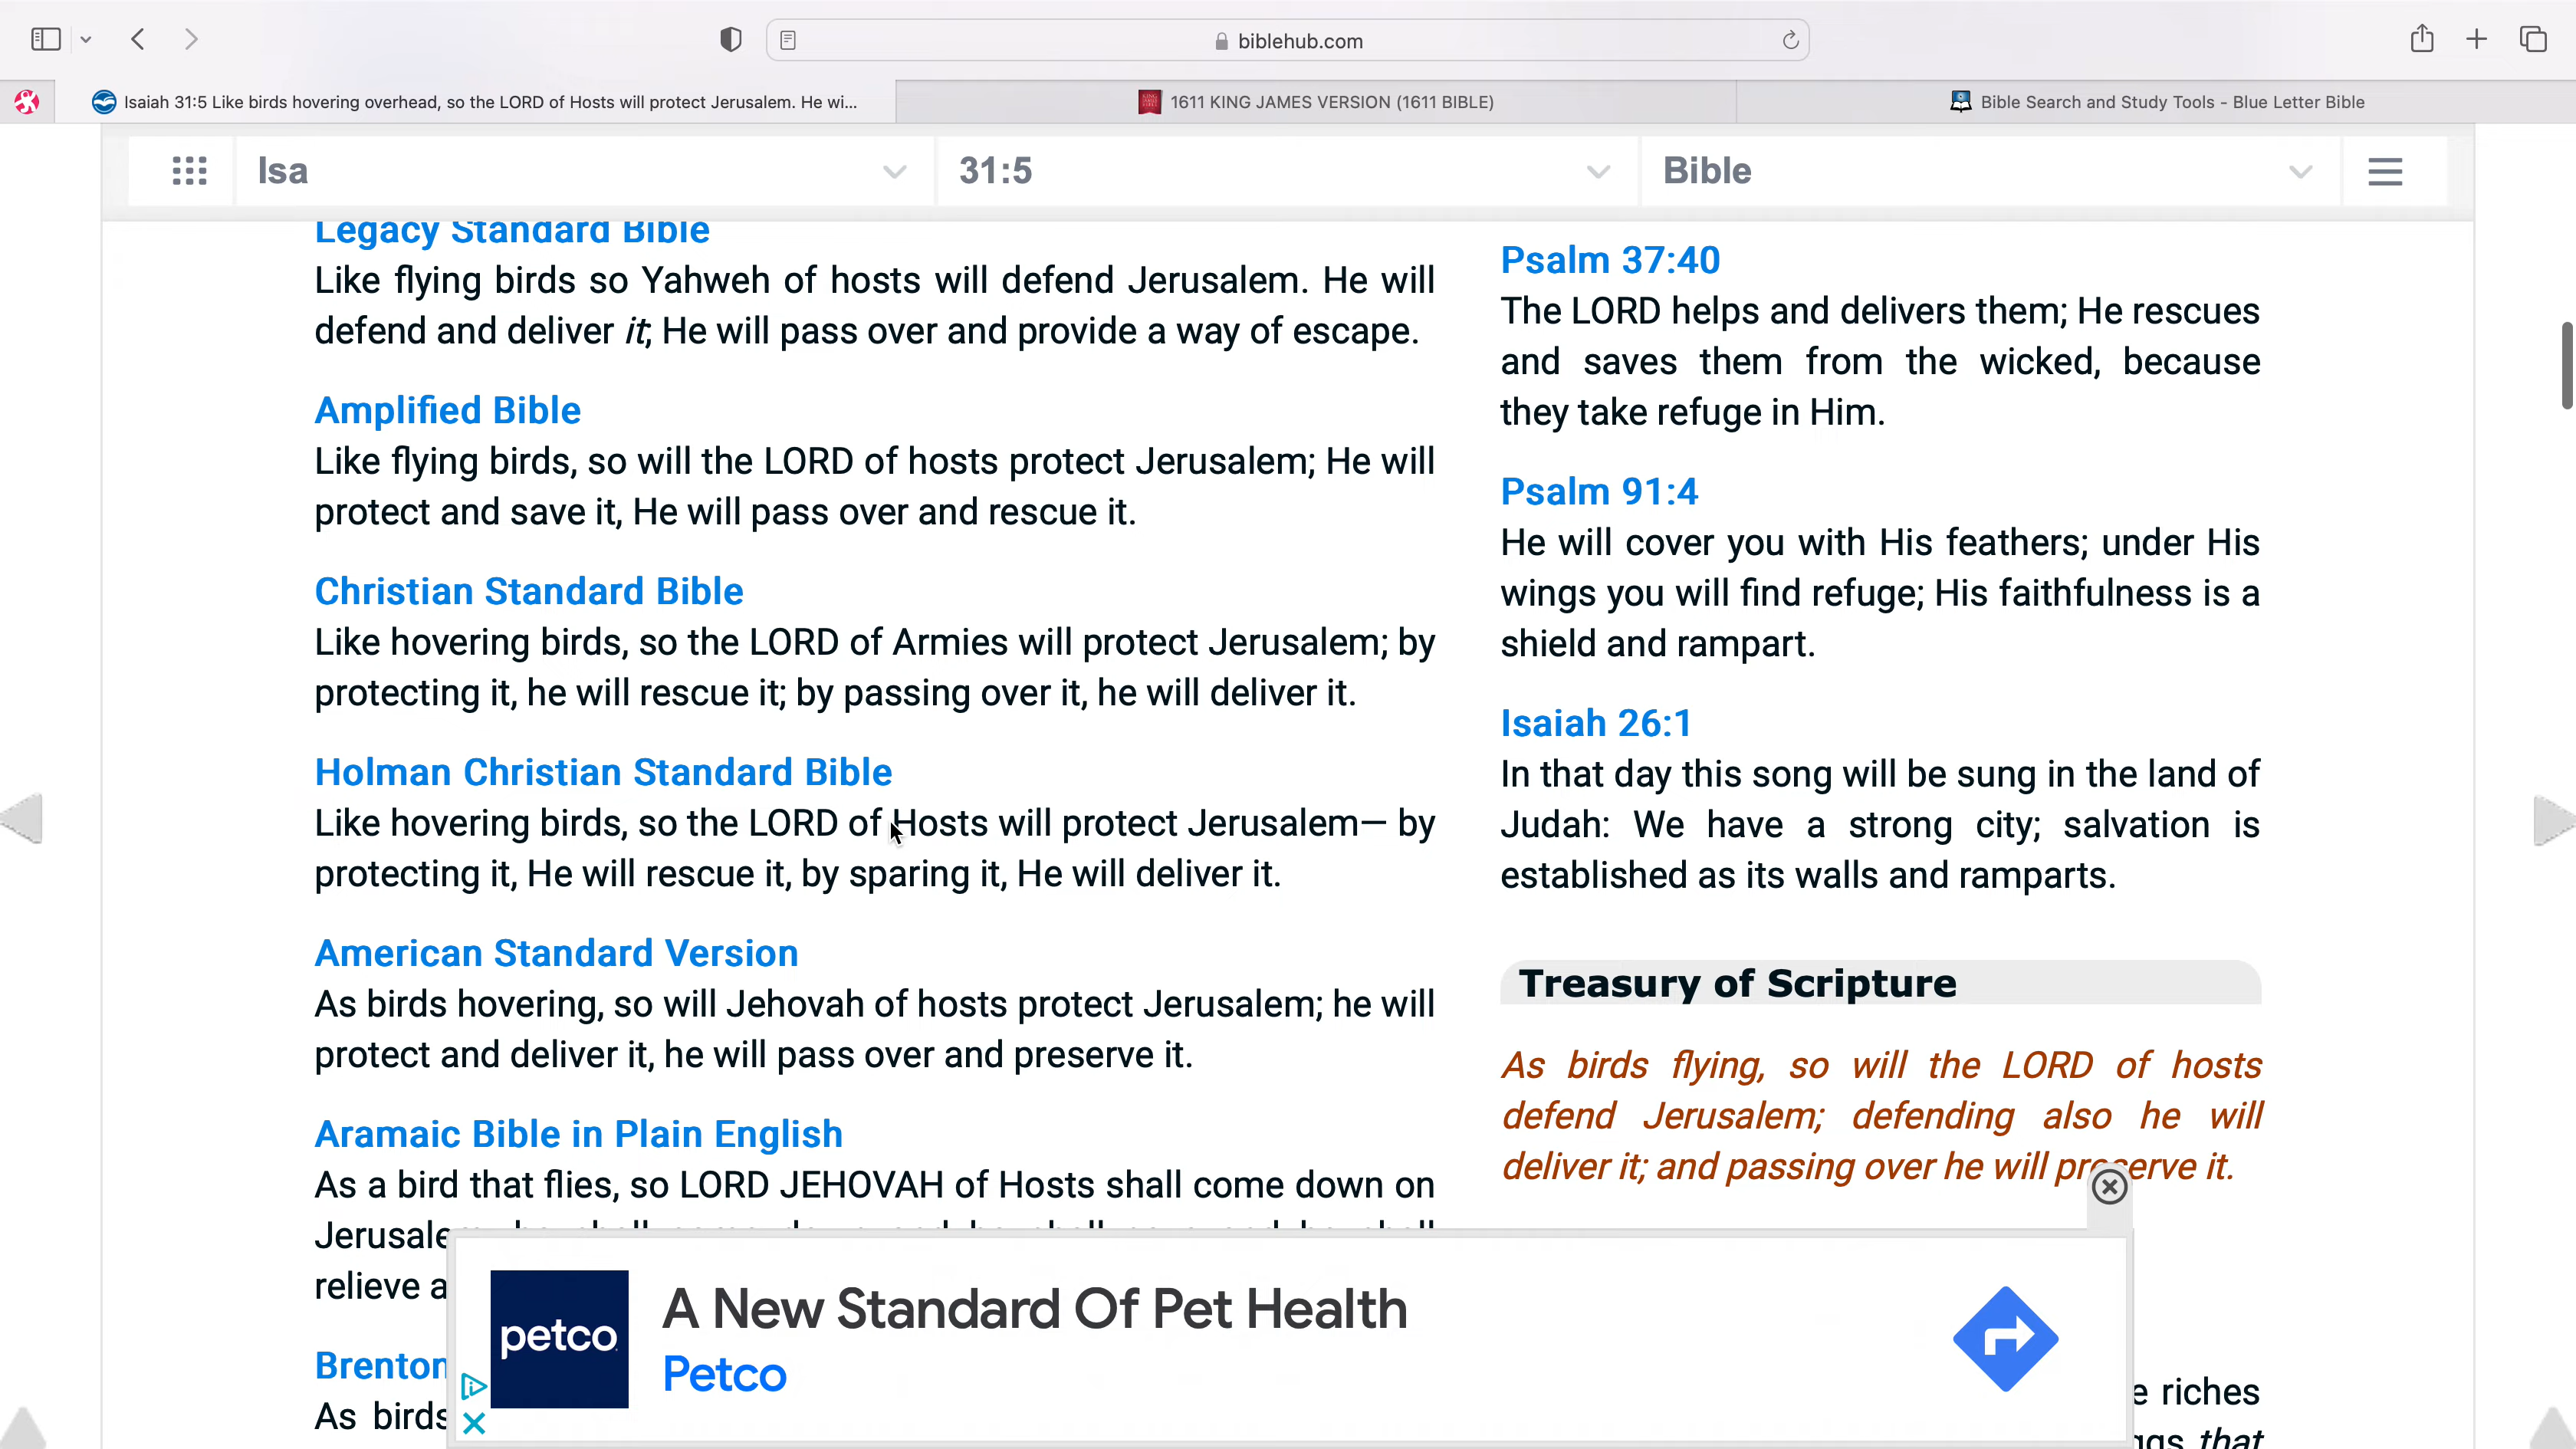 biblehub.com
Isaiah 31:5 Like birds hovering overhead, so the LORD of Hosts will protect Jerusalem. He wi...
1611 KING JAMES VERSION (1611 BIBLE)
Bible Search and Study Tools - Blue Letter Bible
Isa
31:5
Bible
Legacy Standard Bible
Like flying birds so Yahweh of hosts will defend Jerusalem. He will
defend and deliver it; He will pass over and provide a way of escape.
Amplified Bible
Like flying birds, so will the LORD of hosts protect Jerusalem; He will
protect and save it, He will pass over and rescue it.
Christian Standard Bible
Like hovering birds, so the LORD of Armies will protect Jerusalem; by
protecting it, he will rescue it; by passing over it, he will deliver it.
Holman Christian Standard Bible
Like hovering birds, so the LORD of Hosts will protect Jerusalem— by
protecting it, He will rescue it, by sparing it, He will deliver it.
American Standard Version
As birds hovering, so will Jehovah of hosts protect Jerusalem; he will
protect and deliver it, he will pass over and preserve it.
Aramaic Bible in Plain English
As a bird that flies, so LORD JEHOVAH of Hosts shall come down on
Jerusale
relieve a
Brenton
As birds
Psalm 37:40
The LORD helps and delivers them; He rescues
and saves them from the wicked, because
they take refuge in Him.
Psalm 91:4
He will cover you with His feathers; under His
wings you will find refuge; His faithfulness is a
shield and rampart.
Isaiah 26:1
In that day this song will be sung in the land of
Judah: We have a strong city; salvation is
established as its walls and ramparts.
Treasury of Scripture
As birds flying, so will the LORD of hosts
defend Jerusalem; defending also he will
deliver it; and passing over he will preserve it.
e riches
that
petco
A New Standard Of Pet Health
Petco